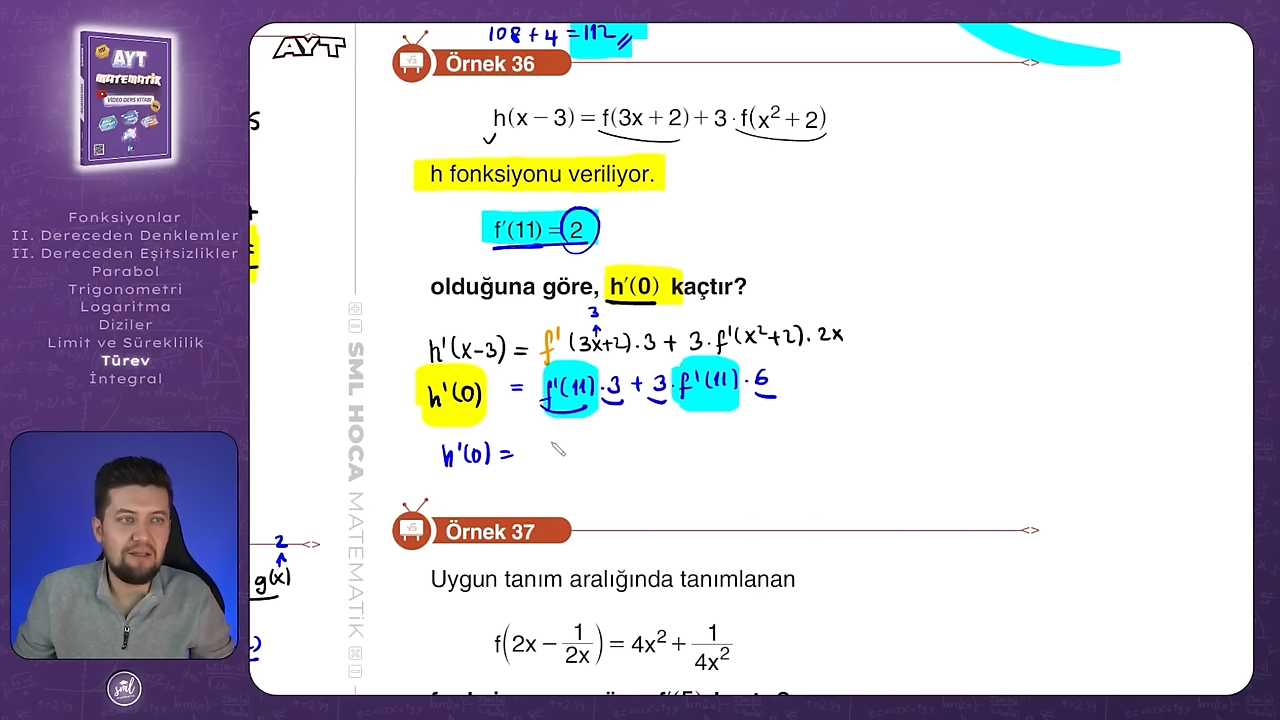 AYT
MATEMATİK
VİDEO DERS KİTABI
Fonksiyonlar
II. Dereceden Denklemler
II. Dereceden Eşitsizlikler
Parabol
Trigonometri
Logaritma
Diziler
Limit ve Süreklilik
Türev
İntegral
sml
AYT
SML HOCA MATEMATİK
g(x)
2
108 + 4 = 112
Örnek 36
h(x − 3) = f(3x + 2) + 3 · f(x² + 2)
h fonksiyonu veriliyor.
f′(11) = 2
olduğuna göre, h′(0) kaçtır?
3
h'(x-3) = f' (3x+2) · 3 + 3 · f'(x²+2) · 2x
h'(0) = f'(11) · 3 + 3 · f'(11) · 6
h'(0) =
Örnek 37
Uygun tanım aralığında tanımlanan
f(2x − 1/2x) = 4x² + 1/4x²